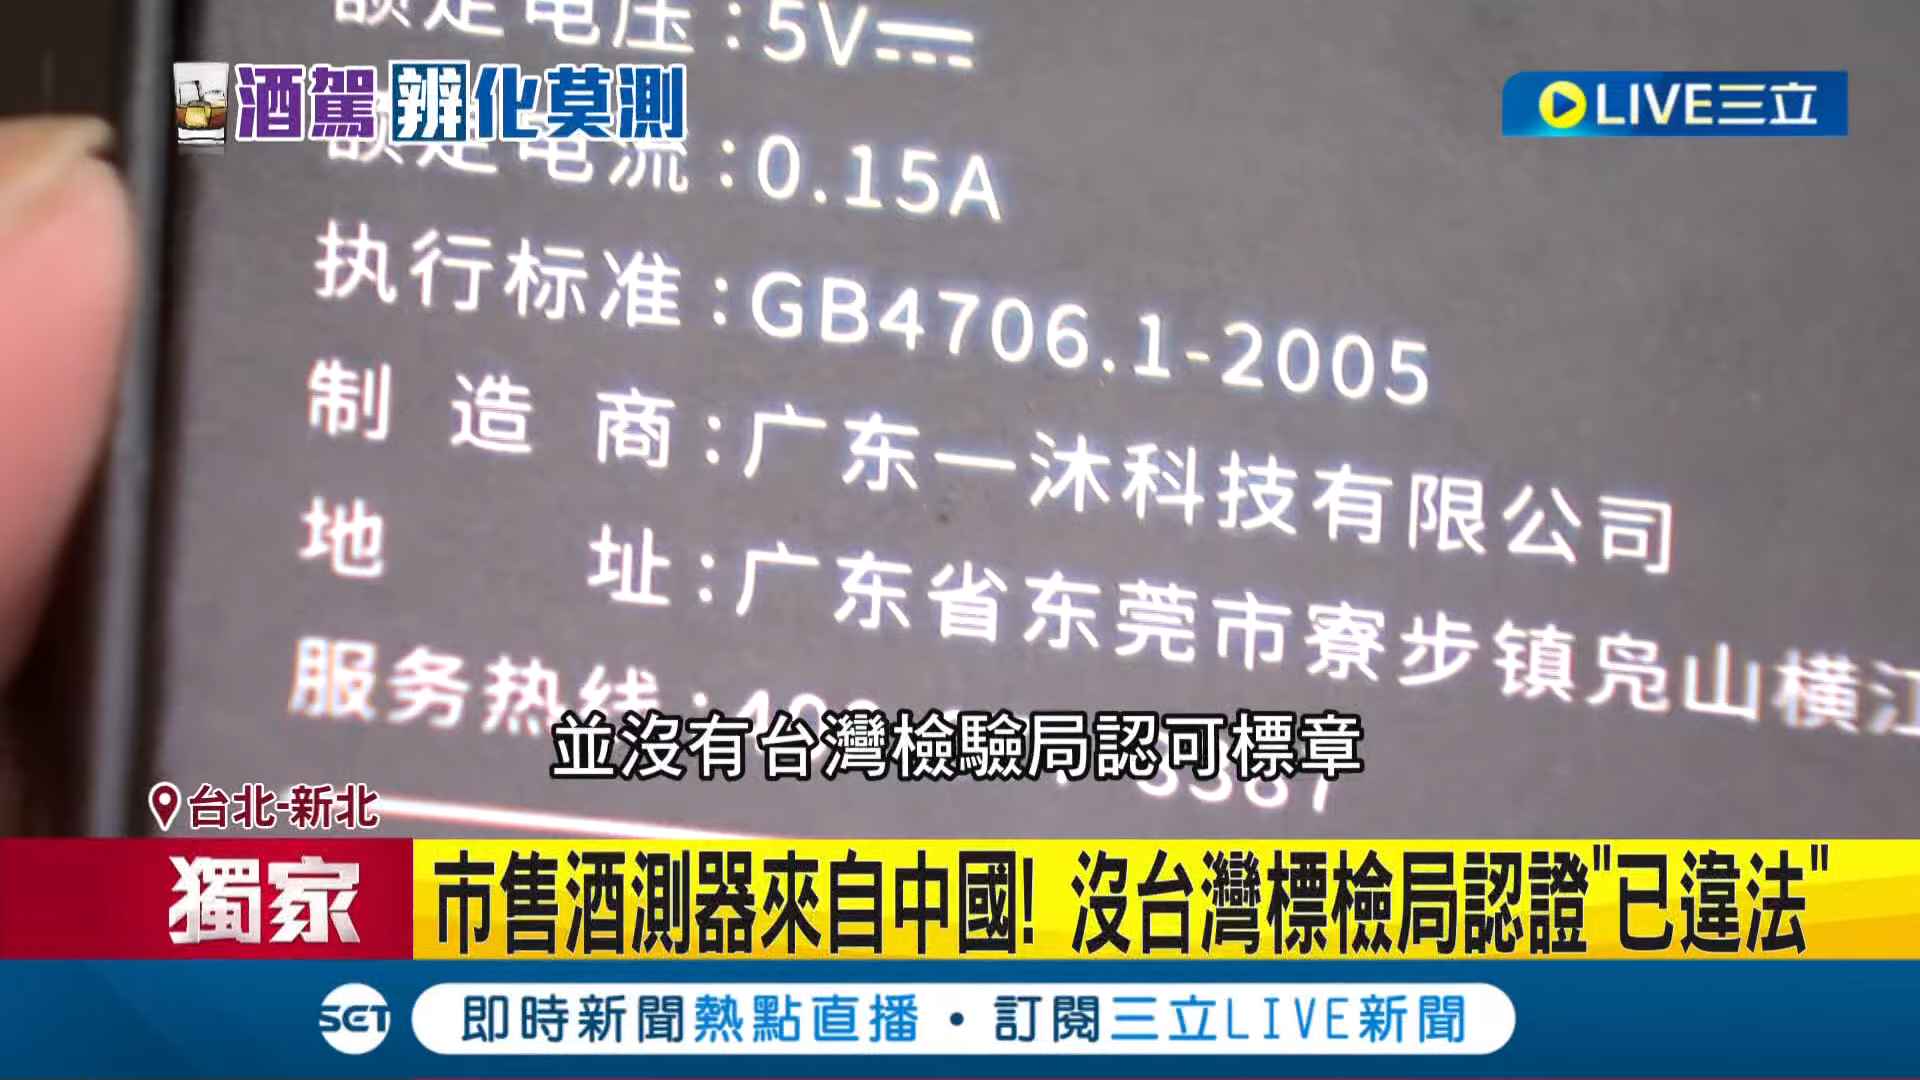 额定电压:5V
酒駕辨化莫測
LIVE三立
额定电流:0.15A
执行标准:GB4706.1-2005
制造商:广东一沐科技有限公司
地址:广东省东莞市寮步镇凫山横江
服务热线:
並沒有台灣檢驗局認可標章
台北-新北
獨家
市售酒測器來自中國! 沒台灣標檢局認證"已違法"
SET
即時新聞熱點直播・訂閱三立LIVE新聞